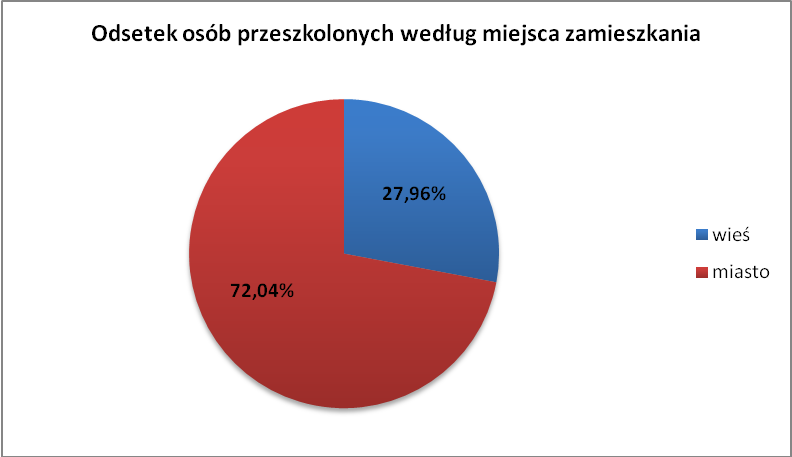 Odsetek osób przeszkolonych według miejsca zamieszkania
27,96%
72,04%
wieś
miasto